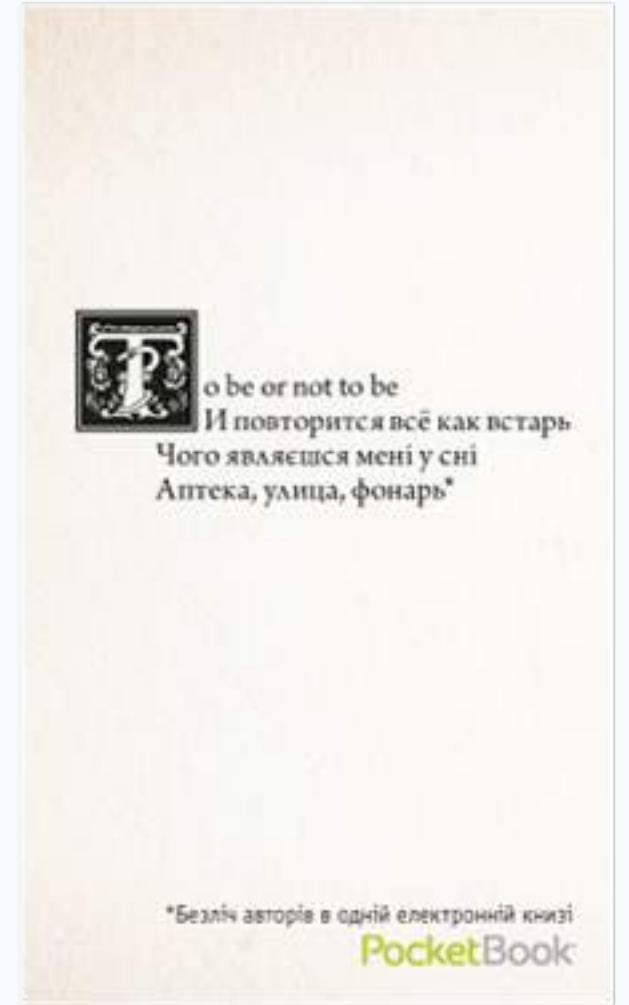 To be or not to be
И повторится всё как встарь
Чого являєшся мені у сні
Аптека, улица, фонарь*
*Безліч авторів в одній електронній книзі
PocketBook